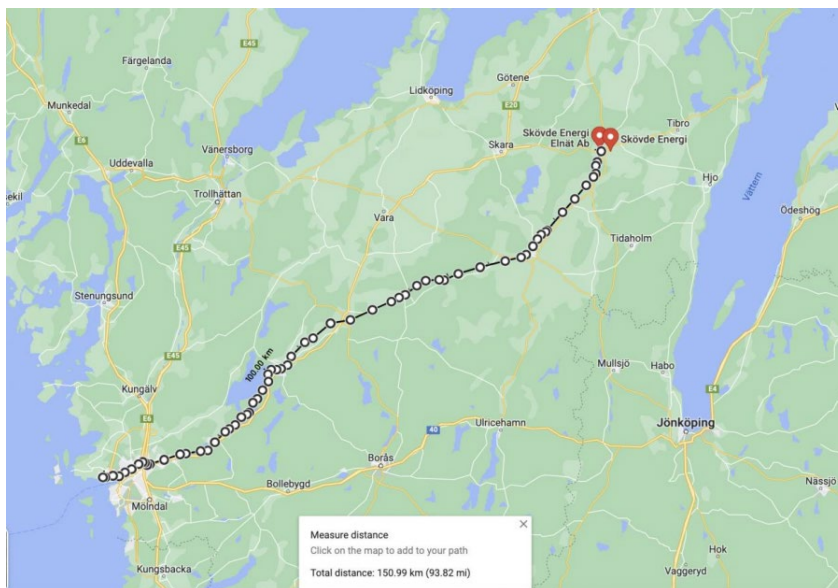 E45
Färgelanda
Munkedal
E6
Uddevalla
Vänersborg
Trollhättan
E45
Stenungsund
Kungälv
E45
E6
Mölndal
Kungsbacka
Lidköping
Götene
E20
Skara
Skövde Energi
Elnät Ab
Skövde Energi
Tibro
Hjo
Vättern
Ödeshög
E4
Vara
Tidaholm
100.00 km
Mullsjö
Habo
Jönköping
Ulricehamn
40
Borås
Bollebygd
E4
Nässjö
Hok
Vaggeryd
Measure distance
Click on the map to add to your path
Total distance: 150.99 km (93.82 mi)